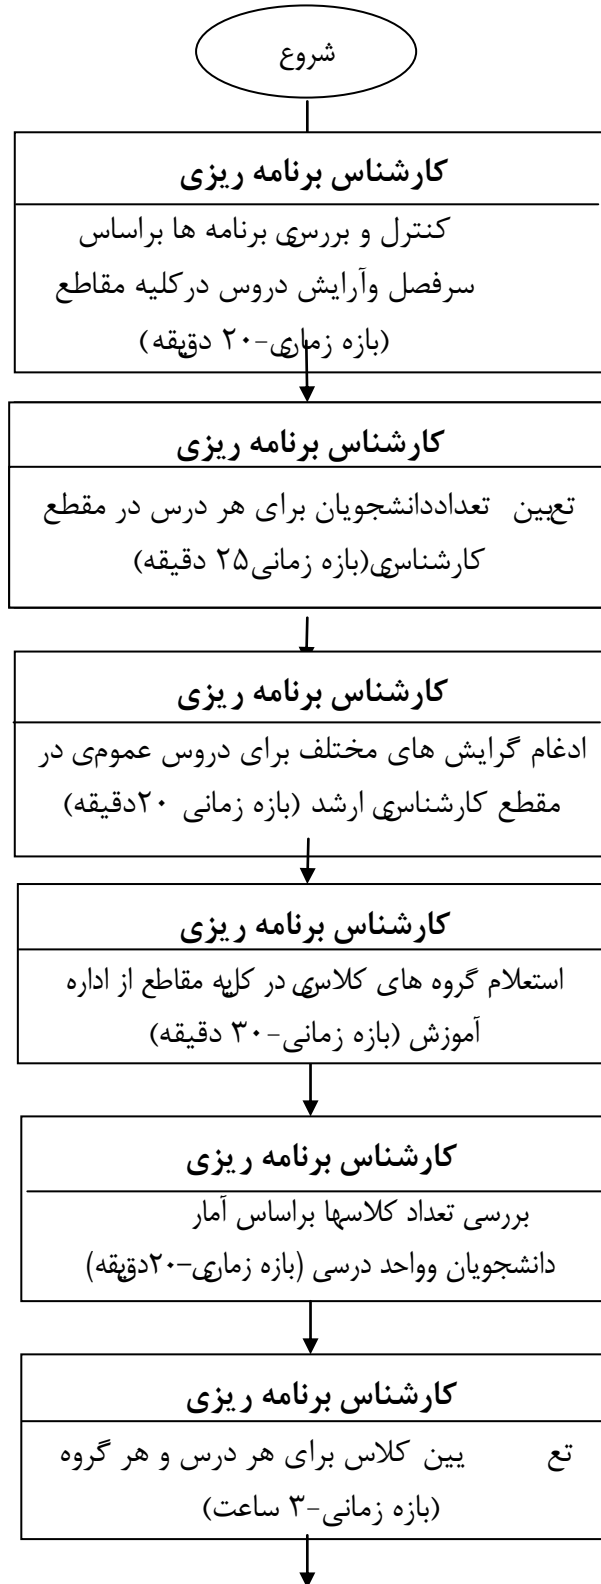 شروع
کارشناس برنامه ریزی
کنترل و بررسی برنامه ها براساس
سرفصل وآرایش دروس درکلیه مقاطع
(بازه زمانی-۲۰ دقیقه)
کارشناس برنامه ریزی
تعیین تعداددانشجویان برای هر درس در مقطع
کارشناسی(بازه زمانی۲۵ دقیقه)
کارشناس برنامه ریزی
ادغام گرایش های مختلف برای دروس عمومی در
مقطع کارشناسی ارشد (بازه زمانی ۲۰دقیقه)
کارشناس برنامه ریزی
استعلام گروه های کلاسی در کلیه مقاطع از اداره
آموزش (بازه زمانی-۳۰ دقیقه)
کارشناس برنامه ریزی
بررسی تعداد کلاسها براساس آمار
دانشجویان وواحد درسی (بازه زمانی-۲۰دقیقه)
کارشناس برنامه ریزی
تع یین کلاس برای هر درس و هر گروه
(بازه زمانی-۳ ساعت)